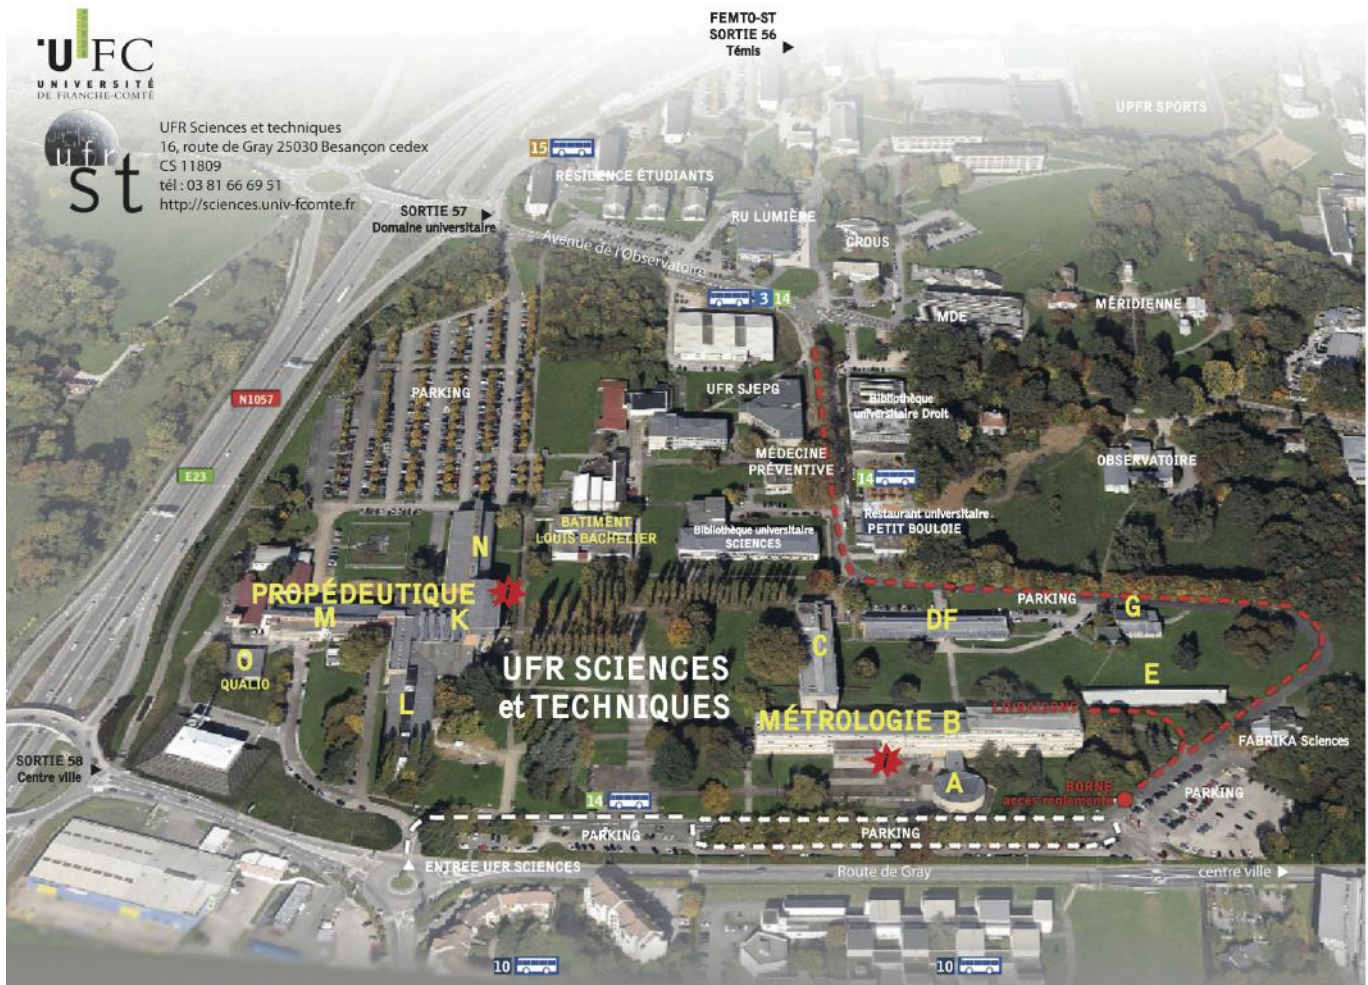 UFC
UNIVERSITÉ
DE FRANCHE-COMTÉ
ufr
st
UFR Sciences et techniques
16, route de Gray 25030 Besançon cedex
CS 11809
tél : 03 81 66 69 51
http://sciences.univ-fcomte.fr
FEMTO-ST
SORTIE 56
Témis
UPFR SPORTS
15
RÉSIDENCE ÉTUDIANTS
SORTIE 57
Domaine universitaire
RU LUMIÈRE
Avenue de l'Observatoire
CROUS
3 14
MDE
MÉRIDIENNE
N1057
PARKING
UFR SJEPG
Bibliothèque
universitaire Droit
E23
MÉDECINE
PRÉVENTIVE
OBSERVATOIRE
14
BATIMENT
LOUIS BACHELIER
Bibliothèque universitaire
SCIENCES
Restaurant universitaire
PETIT BOULOIE
N
PROPÉDEUTIQUE
i
M
K
PARKING
G
DF
C
O
QUALIO
L
UFR SCIENCES
et TECHNIQUES
E
LIVRAISONS
MÉTROLOGIE B
FABRIKA Sciences
SORTIE 58
Centre ville
i
A
BORNE
accès réglementé
PARKING
14
PARKING
PARKING
ENTREE UFR SCIENCES
Route de Gray
centre ville
10
10